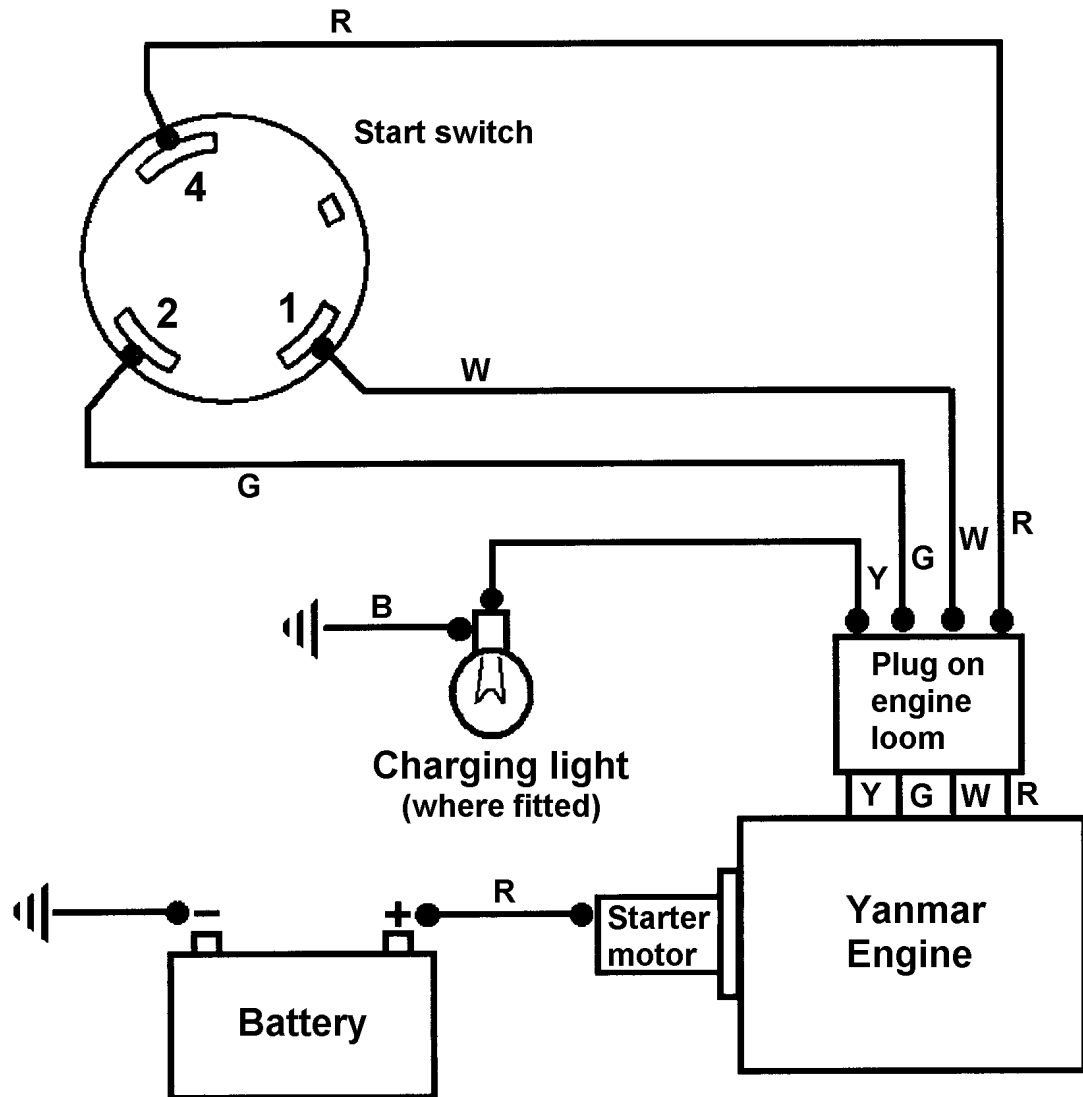 R
Start switch
4
2
1
W
G
R
W
G
Y
B
Plug on
engine
loom
Charging light
(where fitted)
Y G W R
− + R
Starter
motor
Yanmar
Engine
Battery